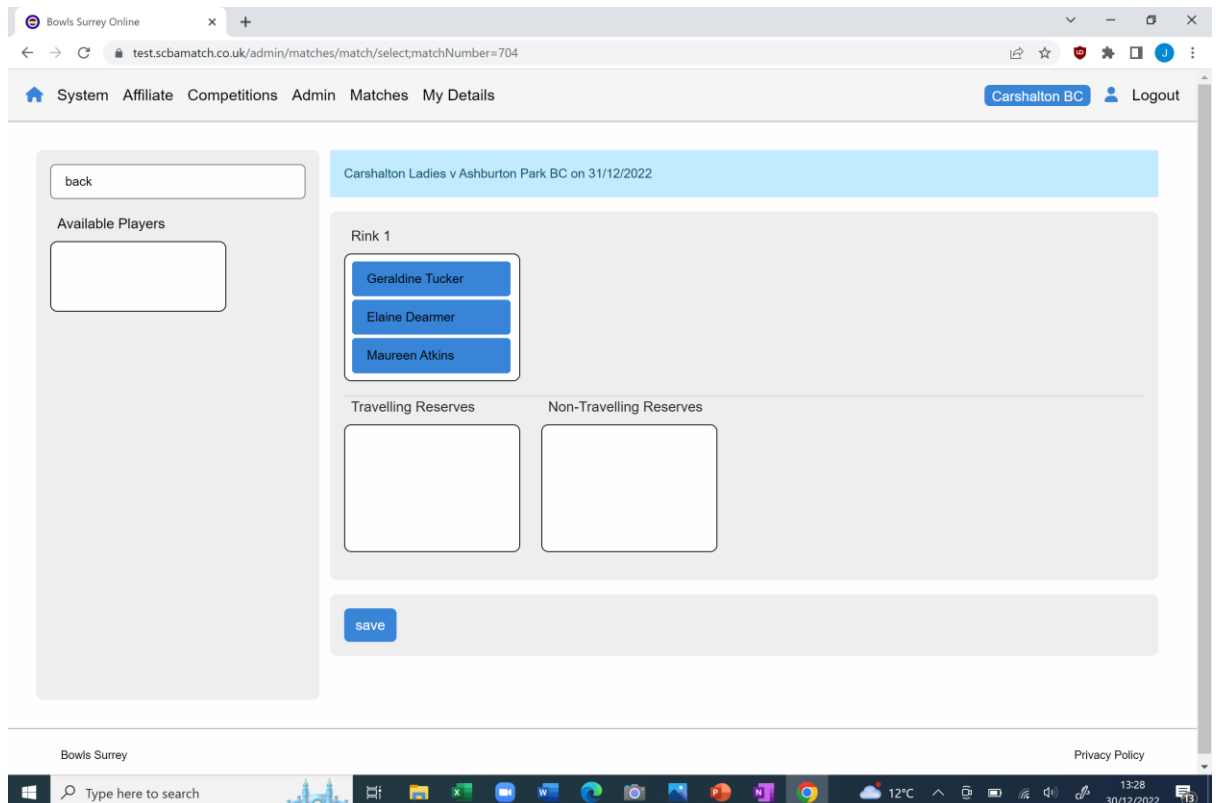 Bowls Surrey Online
test.scbamatch.co.uk/admin/matches/match/select;matchNumber=704
System Affiliate Competitions Admin Matches My Details Carshalton BC Logout
back
Available Players
Carshalton Ladies v Ashburton Park BC on 31/12/2022
Rink 1
Geraldine Tucker
Elaine Dearmer
Maureen Atkins
Travelling Reserves Non-Travelling Reserves
save
Bowls Surrey Privacy Policy
Type here to search
12°C
13:28
30/12/2022
13
J